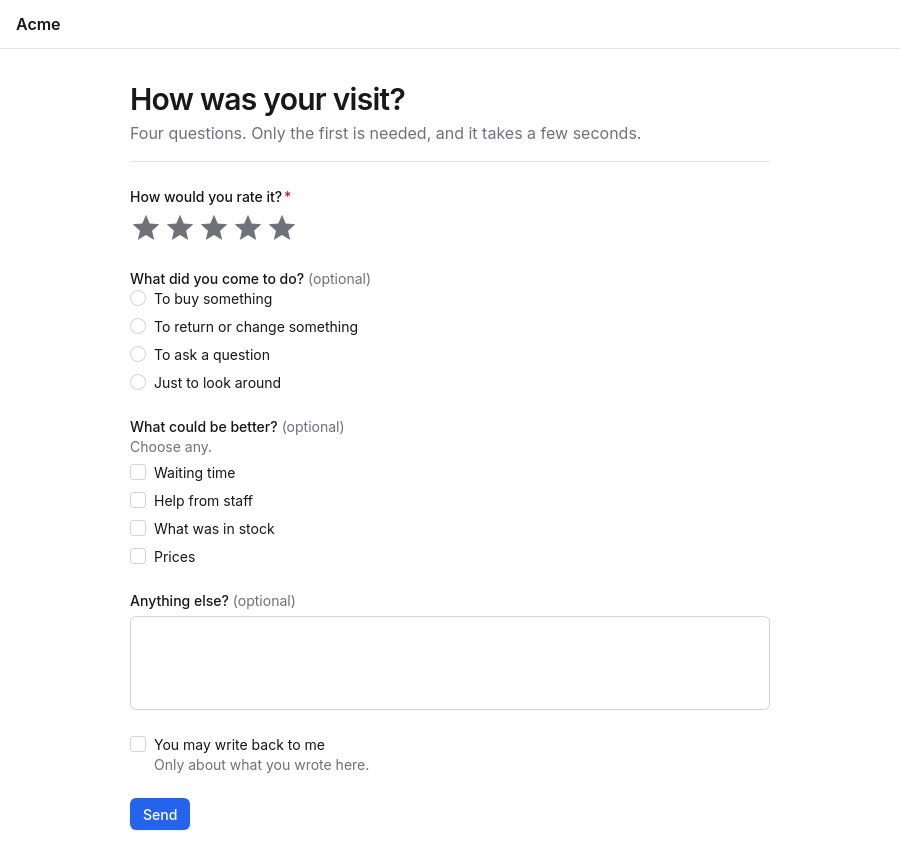 Acme
How was your visit?
Four questions. Only the first is needed, and it takes a few seconds.
How would you rate it?*
What did you come to do? (optional)
To buy something
To return or change something
To ask a question
Just to look around
What could be better? (optional)
Choose any.
Waiting time
Help from staff
What was in stock
Prices
Anything else? (optional)
You may write back to me
Only about what you wrote here.
Send